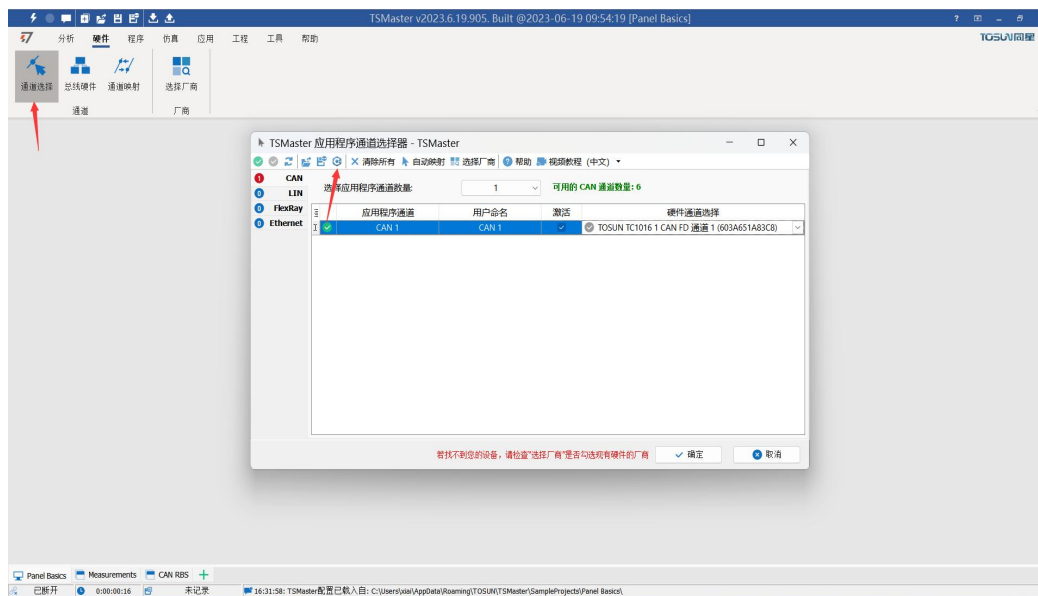 TSMaster v2023.6.19.905. Built @2023-06-19 09:54:19 [Panel Basics]
分析 硬件 程序 仿真 应用 工程 工具 帮助
TOSUN同星
通道选择 总线硬件 通道映射 选择厂商
通道 厂商
TSMaster 应用程序通道选择器 - TSMaster
清除所有 自动映射 选择厂商 帮助 视频教程 (中文)
1 CAN
0 LIN
0 FlexRay
0 Ethernet
选择应用程序通道数量: 1 可用的 CAN 通道数量: 6
应用程序通道 用户命名 激活 硬件通道选择
CAN 1 CAN 1 TOSUN TC1016 1 CAN FD 通道 1 (603A651A83C8)
若找不到您的设备，请检查"选择厂商"是否勾选现有硬件的厂商 确定 取消
Panel Basics Measurements CAN RBS
已断开 0:00:00:16 未记录 16:31:58: TSMaster配置已载入自: C:\Users\xiai\AppData\Roaming\TOSUN\TSMaster\SampleProjects\Panel Basics\